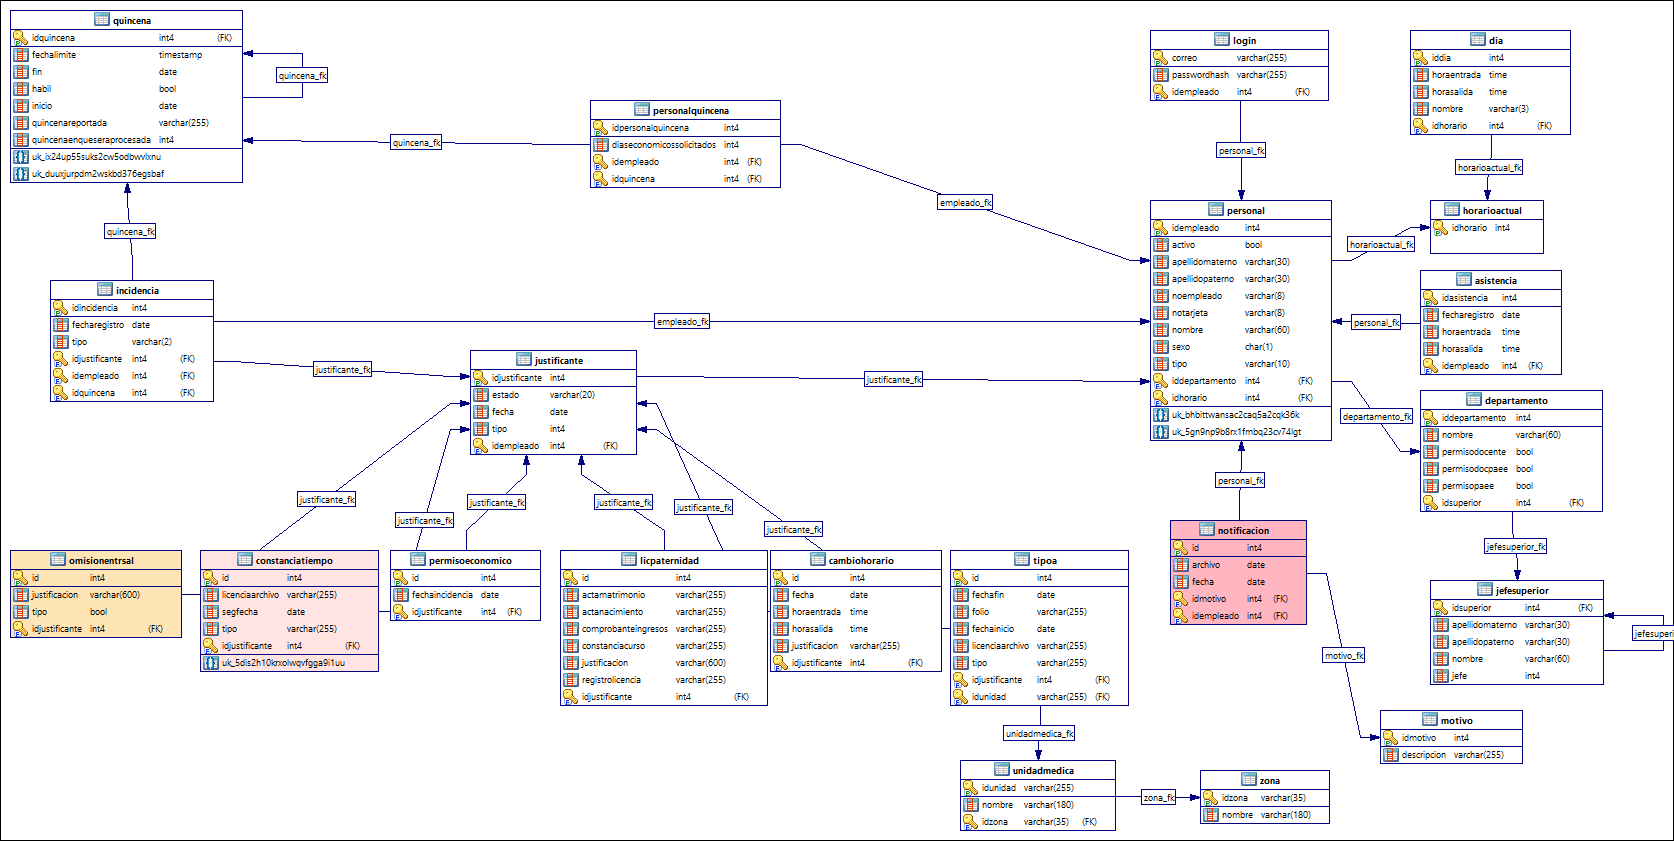 quincena
idquincena int4 (FK)
fechalimite timestamp
fin date
habil bool
inicio date
quincenareportada varchar(255)
quincenaenqueseraprocesada int4
uk_ix24up55suks2cw5odbwvlxnu
uk_duuxjurpdm2wskbd376egsbaf
quincena_fk
quincena_fk
quincena_fk
personalquincena
idpersonalquincena int4
diaseconomicossolicitados int4
idempleado int4 (FK)
idquincena int4 (FK)
empleado_fk
login
correo varchar(255)
passwordhash varchar(255)
idempleado int4 (FK)
personal_fk
dia
iddia int4
horaentrada time
horasalida time
nombre varchar(3)
idhorario int4 (FK)
horarioactual_fk
horarioactual
idhorario int4
horarioactual_fk
personal
idempleado int4
activo bool
apellidomaterno varchar(30)
apellidopaterno varchar(30)
noempleado varchar(8)
notarjeta varchar(8)
nombre varchar(60)
sexo char(1)
tipo varchar(10)
iddepartamento int4 (FK)
idhorario int4 (FK)
uk_bhbittwansac2caq5a2cqk36k
uk_5gn9np9b8rx1fmbq23cv74lgt
asistencia
idasistencia int4
fecharegistro date
horaentrada time
horasalida time
idempleado int4 (FK)
personal_fk
incidencia
idincidencia int4
fecharegistro date
tipo varchar(2)
idjustificante int4 (FK)
idempleado int4 (FK)
idquincena int4 (FK)
empleado_fk
justificante_fk
justificante
idjustificante int4
estado varchar(20)
fecha date
tipo int4
idempleado int4 (FK)
justificante_fk
departamento_fk
departamento
iddepartamento int4
nombre varchar(60)
permisodocente bool
permisodocpaee bool
permisopaee bool
idsuperior int4 (FK)
personal_fk
justificante_fk
justificante_fk
justificante_fk
justificante_fk
justificante_fk
justificante_fk
jefesuperior_fk
omisionentrsal
id int4
justificacion varchar(600)
tipo bool
idjustificante int4 (FK)
constanciatiempo
id int4
licenciaarchivo varchar(255)
segfecha date
tipo varchar(255)
idjustificante int4 (FK)
uk_5dis2h10krxolwqvfgga9i1uu
permisoeconomico
id int4
fechaincidencia date
idjustificante int4 (FK)
licpaternidad
id int4
actamatrimonio varchar(255)
actanacimiento varchar(255)
comprobanteingresos varchar(255)
constanciacurso varchar(255)
justificacion varchar(600)
registrolicencia varchar(255)
idjustificante int4 (FK)
cambiohorario
id int4
fecha date
horaentrada time
horasalida time
justificacion varchar(255)
idjustificante int4 (FK)
tipoa
id int4
fechafin date
folio varchar(255)
fechainicio date
licenciaarchivo varchar(255)
tipo varchar(255)
idjustificante int4 (FK)
idunidad varchar(255) (FK)
notificacion
id int4
archivo date
fecha date
idmotivo int4 (FK)
idempleado int4 (FK)
motivo_fk
jefesuperior
idsuperior int4 (FK)
apellidomaterno varchar(30)
apellidopaterno varchar(30)
nombre varchar(60)
jefe int4
jefesuperi
motivo
idmotivo int4
descripcion varchar(255)
unidadmedica_fk
unidadmedica
idunidad varchar(255)
nombre varchar(180)
idzona varchar(35) (FK)
zona_fk
zona
idzona varchar(35)
nombre varchar(180)